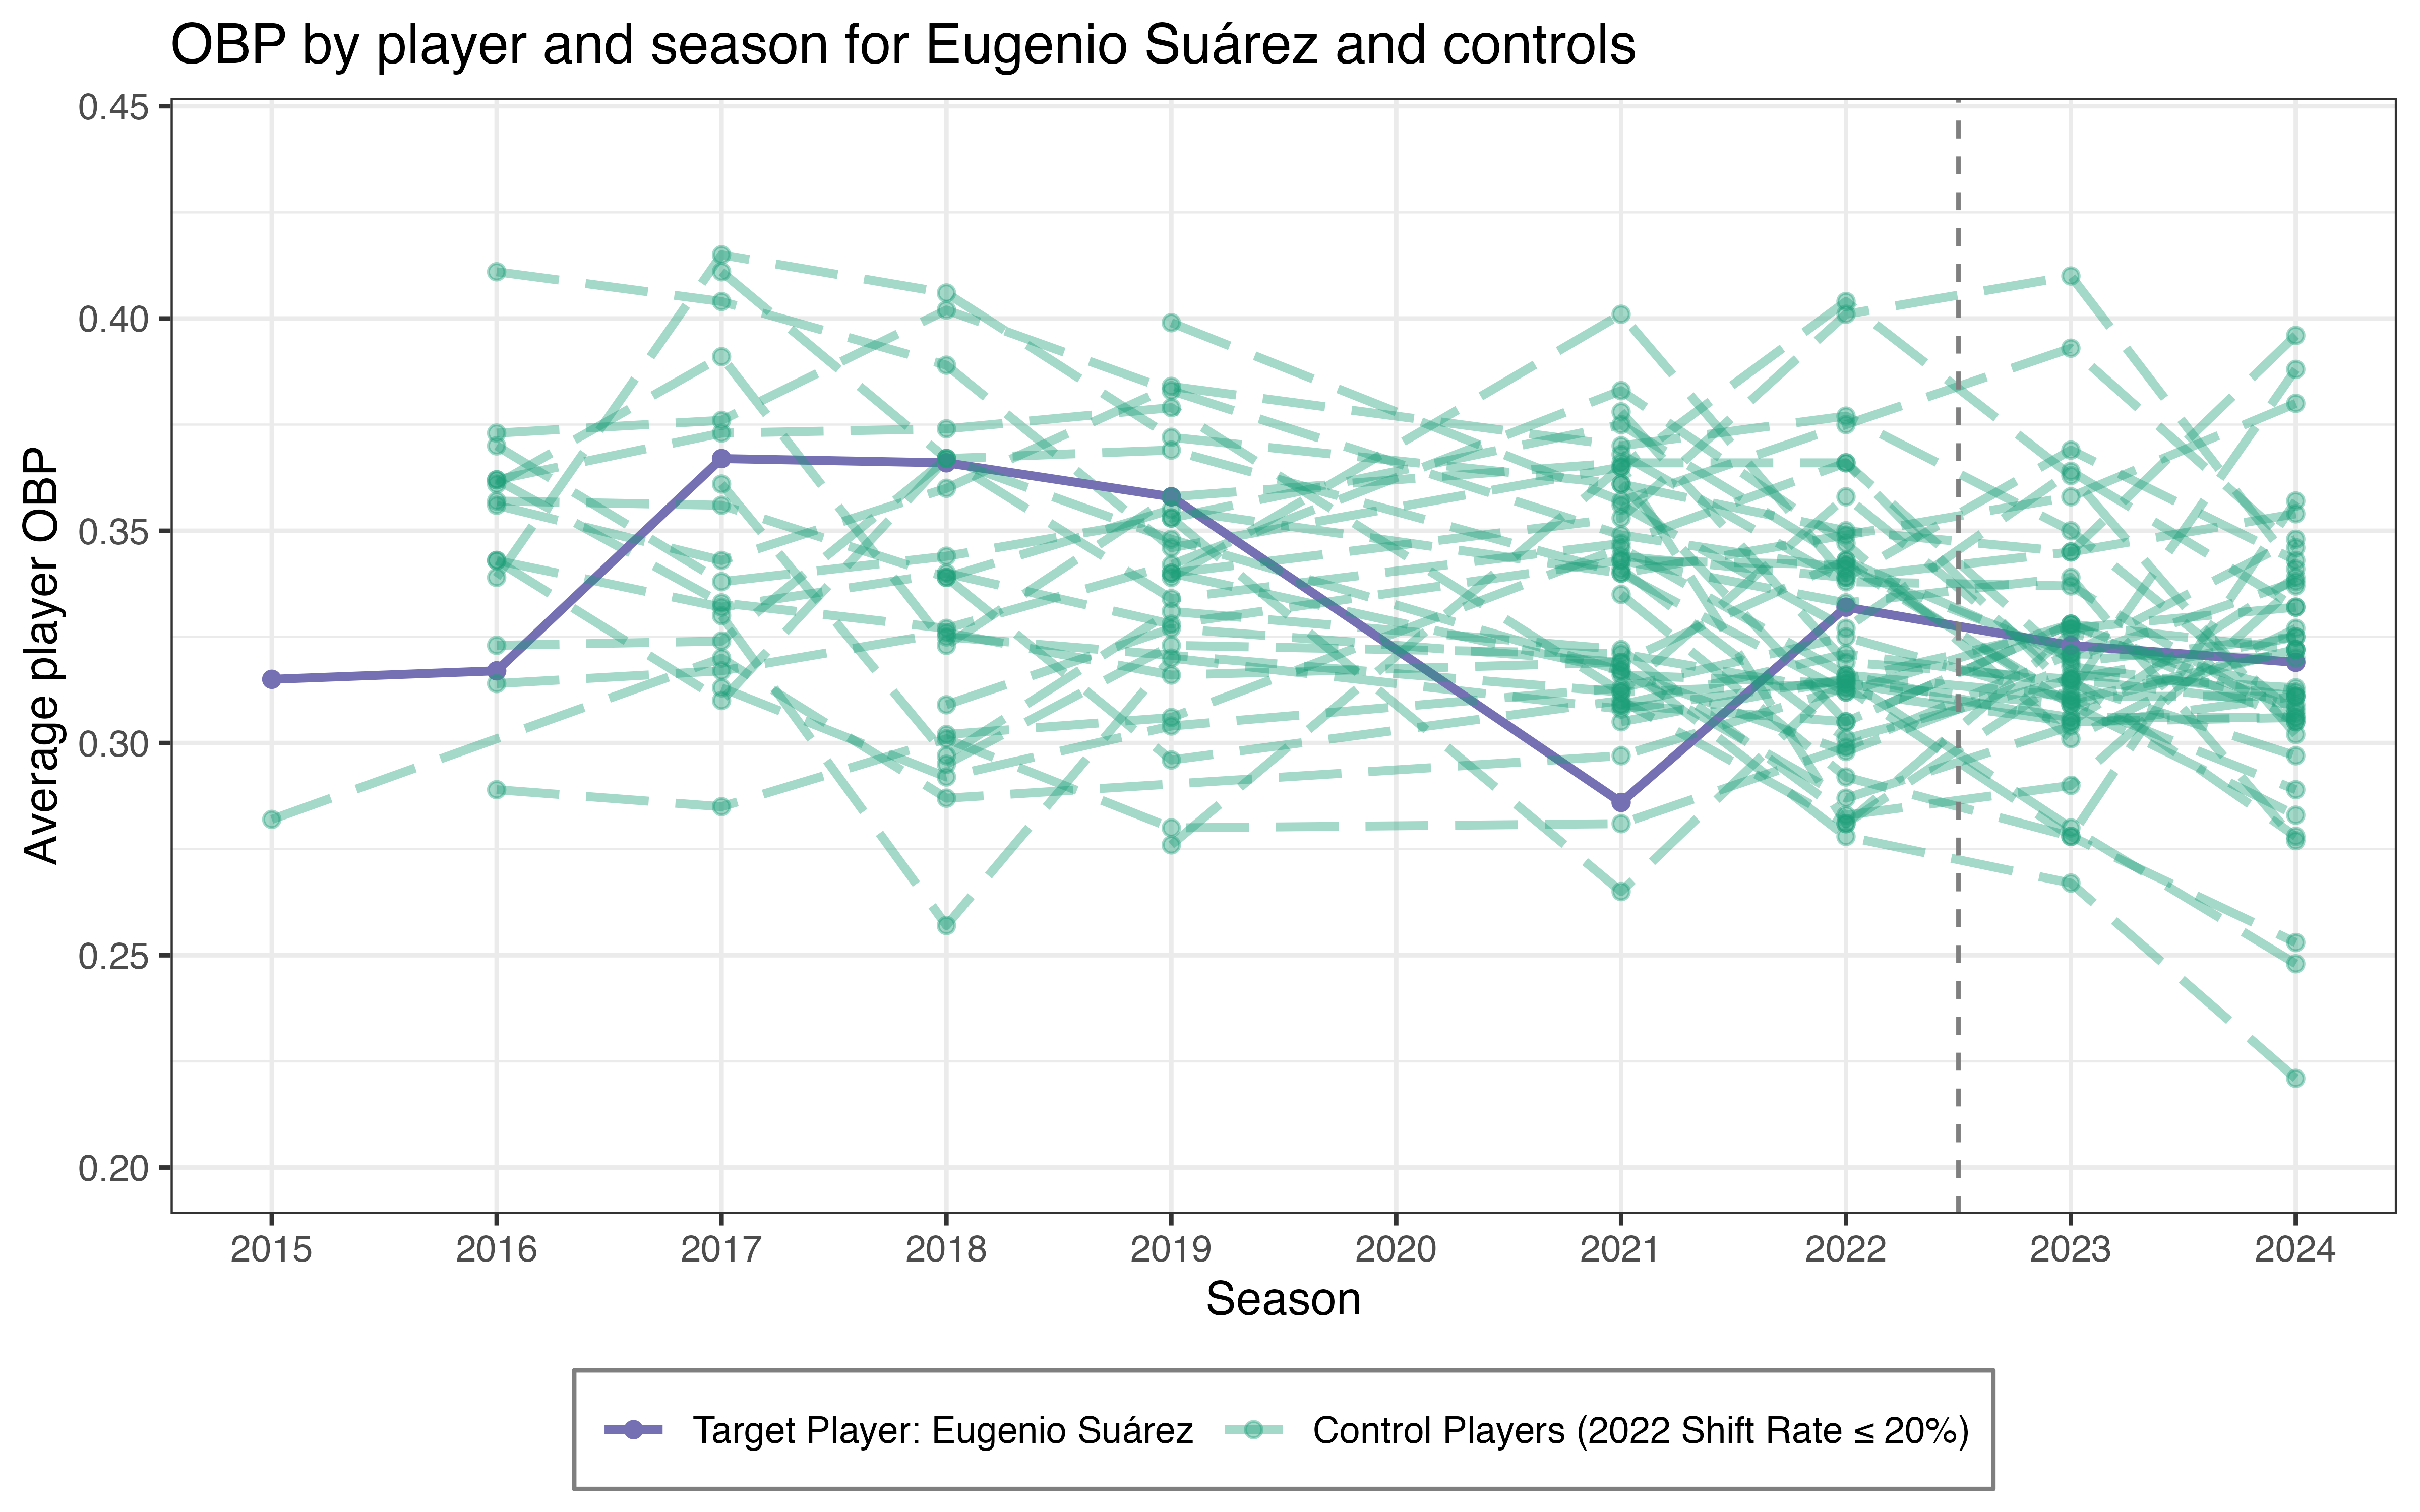 OBP by player and season for Eugenio Suárez and controls
Average player OBP
0.45
0.40
0.35
0.30
0.25
0.20
2015 2016 2017 2018 2019 2020 2021 2022 2023 2024
Season
Target Player: Eugenio Suárez Control Players (2022 Shift Rate ≤ 20%)